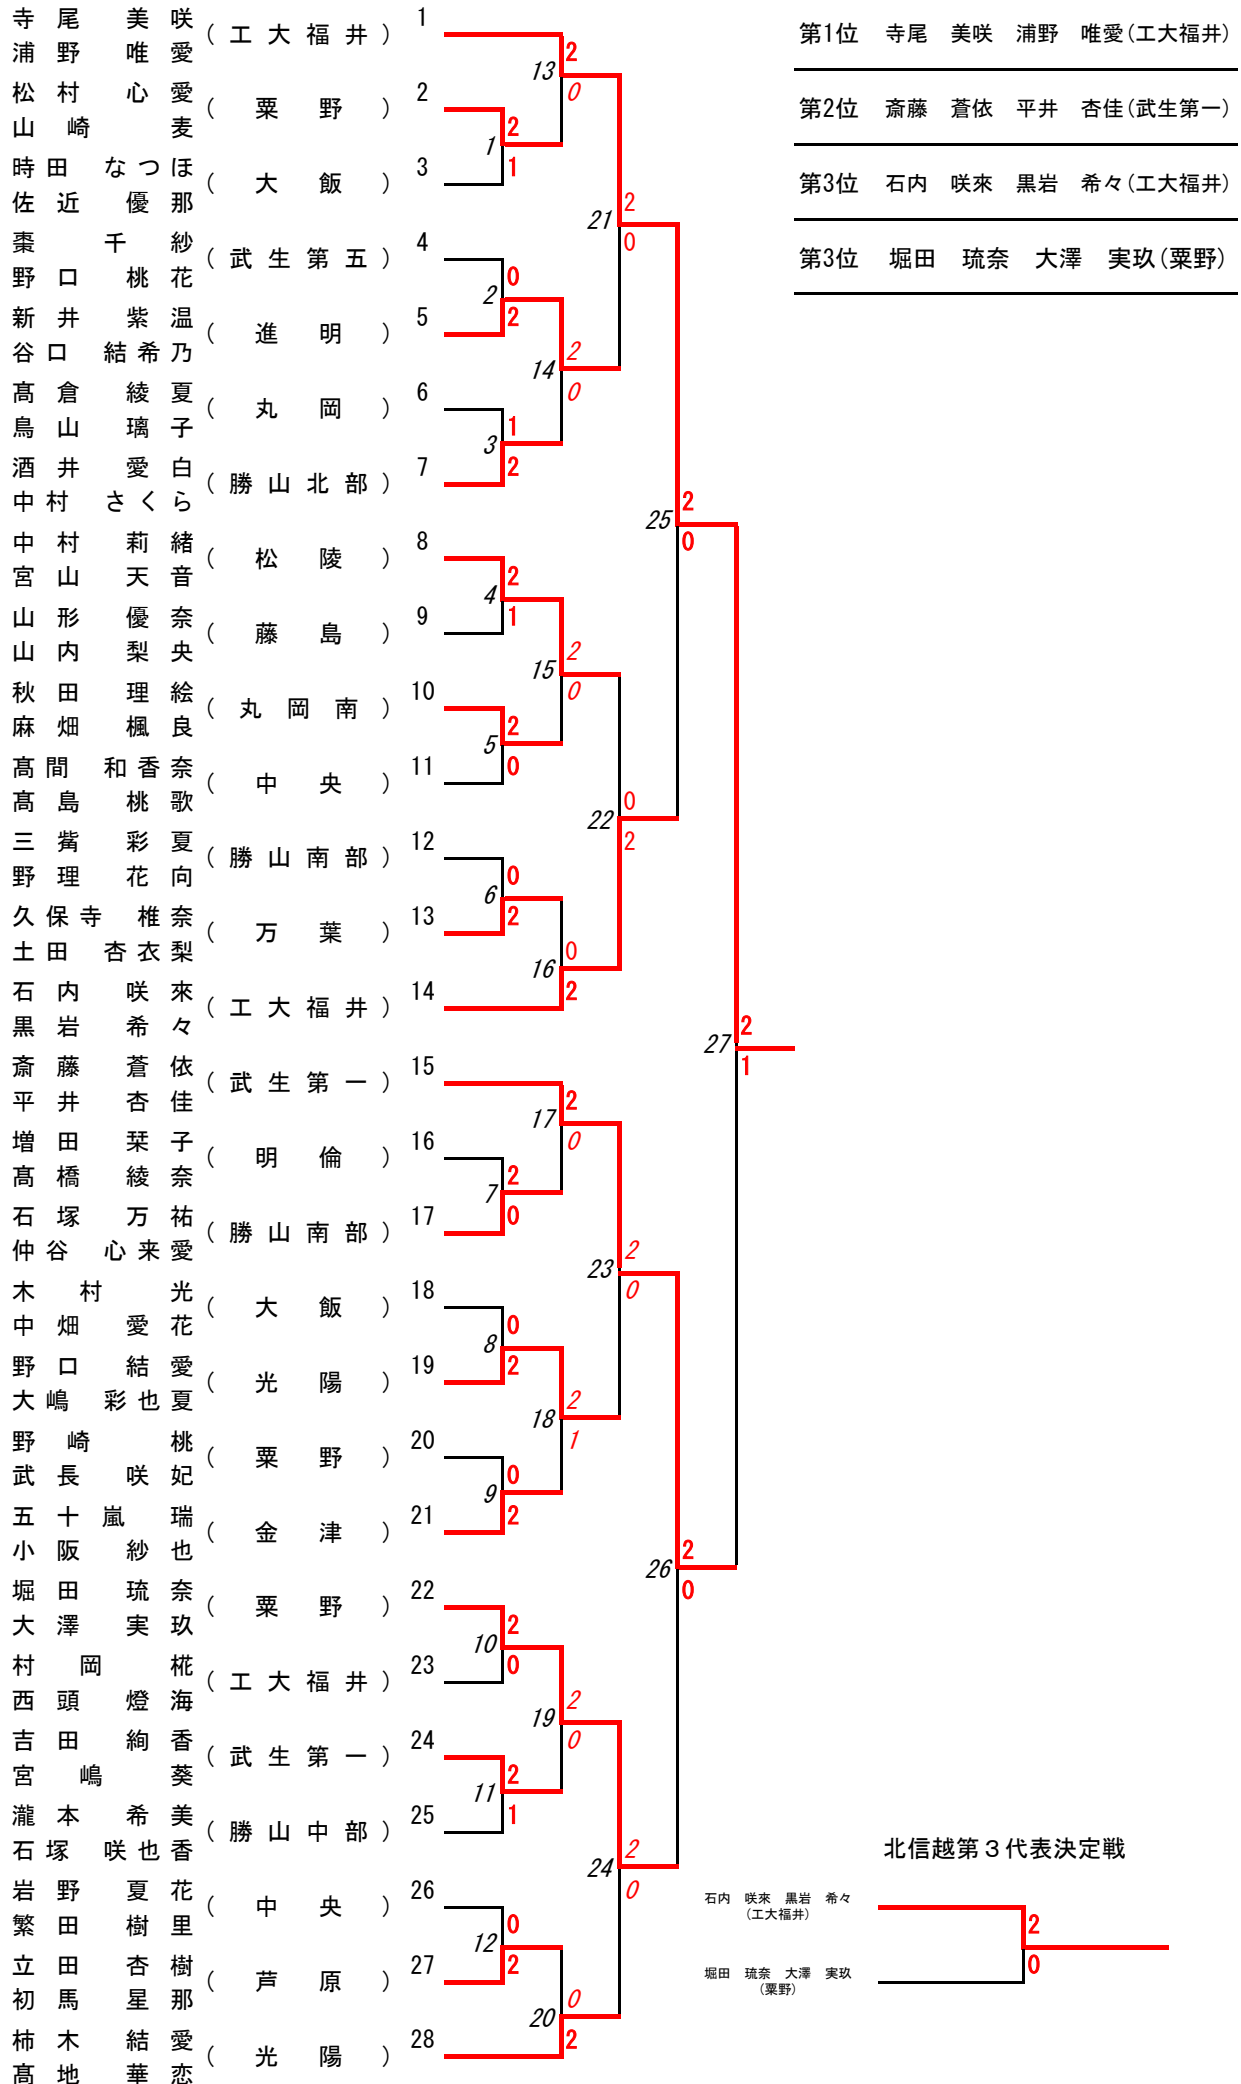 寺尾 美咲
浦野 唯愛
(工大福井)
1
松村 心愛
山崎 麦
(粟野)
2
時田 なつほ
佐近 優那
(大飯)
3
棗 千紗
野口 桃花
(武生第五)
4
新井 紫温
谷口 結希乃
(進明)
5
髙倉 綾夏
鳥山 璃子
(丸岡)
6
酒井 愛白
中村 さくら
(勝山北部)
7
中村 莉緒
宮山 天音
(松陵)
8
山形 優奈
山内 梨央
(藤島)
9
秋田 理絵
麻畑 楓良
(丸岡南)
10
髙間 和香奈
髙島 桃歌
(中央)
11
三觜 彩夏
野理 花向
(勝山南部)
12
久保寺 椎奈
土田 杏衣梨
(万葉)
13
石内 咲來
黒岩 希々
(工大福井)
14
斎藤 蒼依
平井 杏佳
(武生第一)
15
増田 栞子
髙橋 綾奈
(明倫)
16
石塚 万祐
仲谷 心来愛
(勝山南部)
17
木村 光
中畑 愛花
(大飯)
18
野口 結愛
大嶋 彩也夏
(光陽)
19
野崎 桃
武長 咲妃
(粟野)
20
五十嵐 瑞
小阪 紗也
(金津)
21
堀田 琉奈
大澤 実玖
(粟野)
22
村岡 椛
西頭 燈海
(工大福井)
23
吉田 絢香
宮嶋 葵
(武生第一)
24
瀧本 希美
石塚 咲也香
(勝山中部)
25
岩野 夏花
繁田 樹里
(中央)
26
立田 杏樹
初馬 星那
(芦原)
27
柿木 結愛
髙地 華恋
(光陽)
28
1 2 1
2 0 2
3 1 2
4 2 1
5 2 0
6 0 2
7 2 0
8 0 2
9 0 2
10 2 0
11 2 1
12 0 2
13 2 0
14 2 0
15 2 0
16 0 2
17 2 0
18 2 1
19 2 0
20 0 2
21 2 0
22 0 2
23 2 0
24 2 0
25 2 0
26 2 0
27 2 1
第1位 寺尾 美咲 浦野 唯愛(工大福井)
第2位 斎藤 蒼依 平井 杏佳(武生第一)
第3位 石内 咲來 黒岩 希々(工大福井)
第3位 堀田 琉奈 大澤 実玖(粟野)
北信越第3代表決定戦
石内 咲來 黒岩 希々
(工大福井)
2
0
堀田 琉奈 大澤 実玖
(粟野)